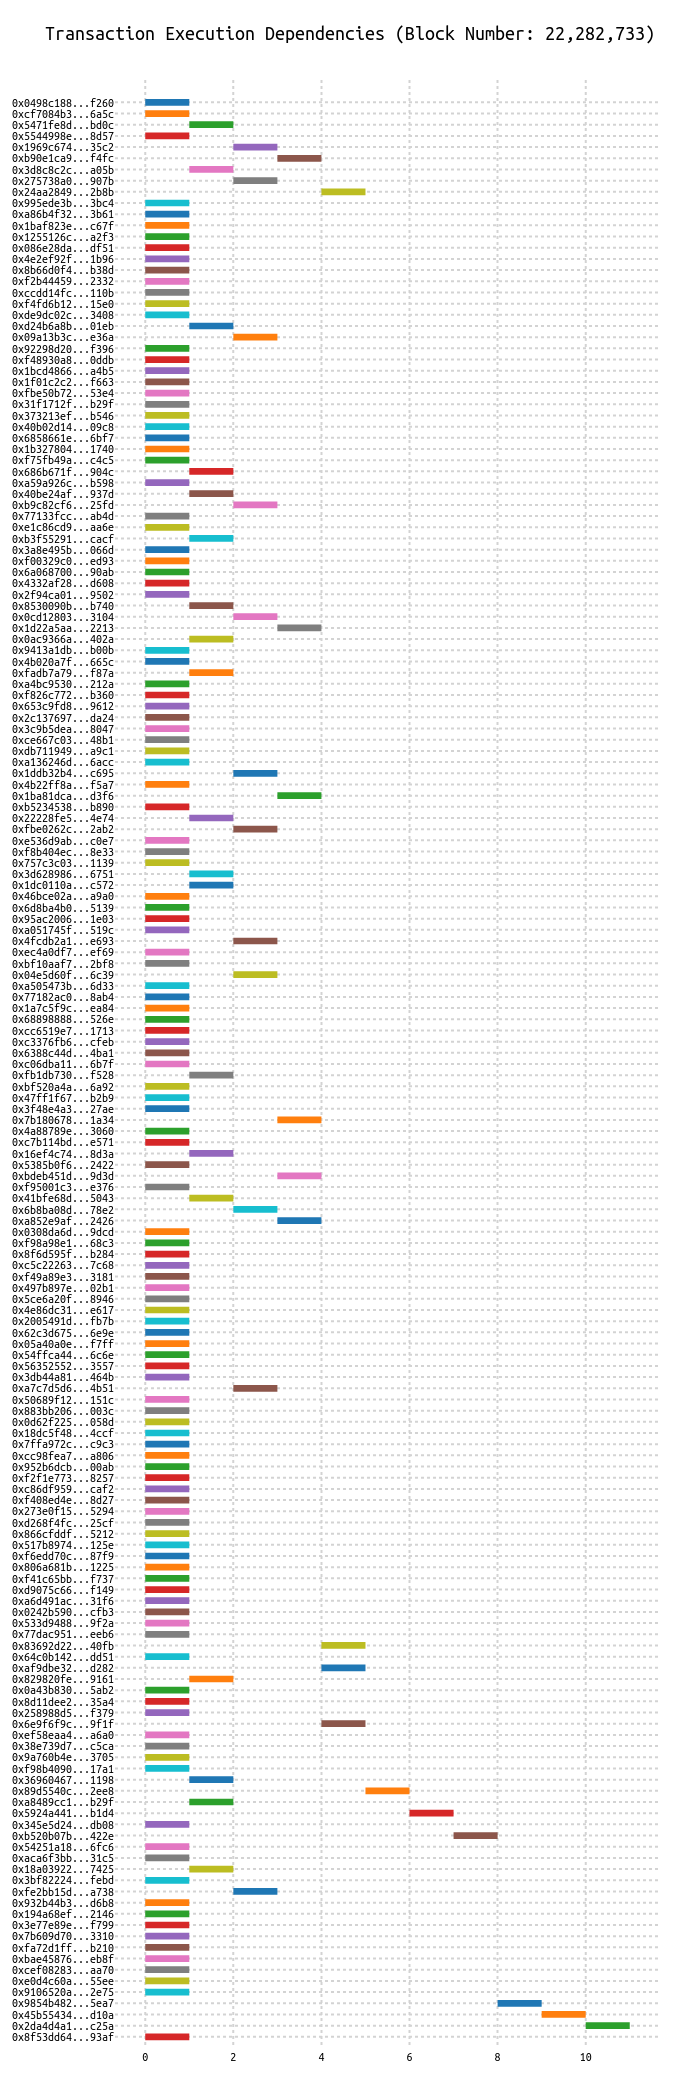 Transaction Execution Dependencies (Block Number: 22,282,733)
0x0498c188...f260
0xcf7084b3...6a5c
0x5471fe8d...bd0c
0x5544998e...8d57
0x1969c674...35c2
0xb90e1ca9...f4fc
0x3d8c8c2c...a05b
0x275738a0...907b
0x24aa2849...2b8b
0x995ede3b...3bc4
0xa86b4f32...3b61
0x1baf823e...c67f
0x1255126c...a2f3
0x086e28da...df51
0x4e2ef92f...1b96
0x8b66d0f4...b38d
0xf2b44459...2332
0xccdd14fc...110b
0xf4fd6b12...15e0
0xde9dc02c...3408
0xd24b6a8b...01eb
0x09a13b3c...e36a
0x92298d20...f396
0xf48930a8...0ddb
0x1bcd4866...a4b5
0x1f01c2c2...f663
0xfbe50b72...53e4
0x31f1712f...b29f
0x373213ef...b546
0x40b02d14...09c8
0x6858661e...6bf7
0x1b327804...1740
0xf75fb49a...c4c5
0x686b671f...904c
0xa59a926c...b598
0x40be24af...937d
0xb9c82cf6...25fd
0x77133fcc...ab4d
0xe1c86cd9...aa6e
0xb3f55291...cacf
0x3a8e495b...066d
0xf00329c0...ed93
0x6a068700...90ab
0x4332af28...d608
0x2f94ca01...9502
0x8530090b...b740
0x0cd12803...3104
0x1d22a5aa...2213
0x0ac9366a...402a
0x9413a1db...b00b
0x4b020a7f...665c
0xfadb7a79...f87a
0xa4bc9530...212a
0xf826c772...b360
0x653c9fd8...9612
0x2c137697...da24
0x3c9b5dea...8047
0xce667c03...48b1
0xdb711949...a9c1
0xa136246d...6acc
0x1ddb32b4...c695
0x4b22ff8a...f5a7
0x1ba81dca...d3f6
0xb5234538...b890
0x22228fe5...4e74
0xfbe0262c...2ab2
0xe536d9ab...c0e7
0xf8b404ec...8e33
0x757c3c03...1139
0x3d628986...6751
0x1dc0110a...c572
0x46bce02a...a9a0
0x6d8ba4b0...5139
0x95ac2006...1e03
0xa051745f...519c
0x4fcdb2a1...e693
0xec4a0df7...ef69
0xbf10aaf7...2bf8
0x04e5d60f...6c39
0xa505473b...6d33
0x77182ac0...8ab4
0x1a7c5f9c...ea84
0x68898888...526e
0xcc6519e7...1713
0xc3376fb6...cfeb
0x6388c44d...4ba1
0xc06dba11...6b7f
0xfb1db730...f528
0xbf520a4a...6a92
0x47ff1f67...b2b9
0x3f48e4a3...27ae
0x7b180678...1a34
0x4a88789e...3060
0xc7b114bd...e571
0x16ef4c74...8d3a
0x5385b0f6...2422
0xbdeb451d...9d3d
0xf95001c3...e376
0x41bfe68d...5043
0x6b8ba08d...78e2
0xa852e9af...2426
0x0308da6d...9dcd
0xf98a98e1...68c3
0x8f6d595f...b284
0xc5c22263...7c68
0xf49a89e3...3181
0x497b897e...02b1
0x5ce6a20f...8946
0x4e86dc31...e617
0x2005491d...fb7b
0x62c3d675...6e9e
0x05a40a0e...f7ff
0x54ffca44...6c6e
0x56352552...3557
0x3db44a81...464b
0xa7c7d5d6...4b51
0x50689f12...151c
0x883bb206...003c
0x0d62f225...058d
0x18dc5f48...4ccf
0x7ffa972c...c9c3
0xcc98fea7...a806
0x952b6dcb...00ab
0xf2f1e773...8257
0xc86df959...caf2
0xf408ed4e...8d27
0x273e0f15...5294
0xd268f4fc...25cf
0x866cfddf...5212
0x517b8974...125e
0xf6edd70c...87f9
0x806a681b...1225
0xf41c65bb...f737
0xd9075c66...f149
0xa6d491ac...31f6
0x0242b590...cfb3
0x533d9488...9f2a
0x77dac951...eeb6
0x83692d22...40fb
0x64c0b142...dd51
0xaf9dbe32...d282
0x829820fe...9161
0x0a43b830...5ab2
0x8d11dee2...35a4
0x258988d5...f379
0x6e9f6f9c...9f1f
0xef58eaa4...a6a0
0x38e739d7...c5ca
0x9a760b4e...3705
0xf98b4090...17a1
0x36960467...1198
0x89d5540c...2ee8
0xa8489cc1...b29f
0x5924a441...b1d4
0x345e5d24...db08
0xb520b07b...422e
0x54251a18...6fc6
0xaca6f3bb...31c5
0x18a03922...7425
0x3bf82224...febd
0xfe2bb15d...a738
0x932b44b3...d6b8
0x194a68ef...2146
0x3e77e89e...f799
0x7b609d70...3310
0xfa72d1ff...b210
0xbae45876...eb8f
0xcef08283...aa70
0xe0d4c60a...55ee
0x9106520a...2e75
0x9854b482...5ea7
0x45b55434...d10a
0x2da4d4a1...c25a
0x8f53dd64...93af
0 2 4 6 8 10